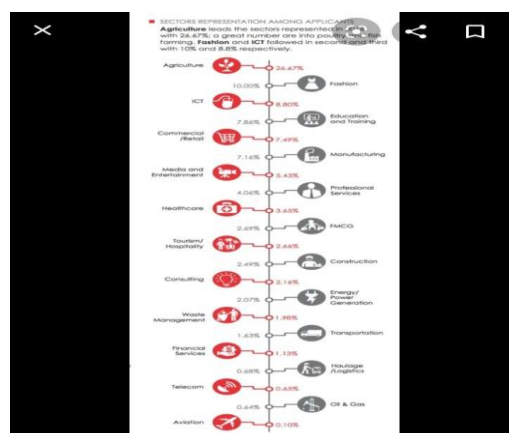 SECTORS REPRESENTATION AMONG APPLICANTS
Agriculture leads the sectors represented in
with 26.67%; a great number are into poultry and fish
farming. Fashion and ICT followed in second and third
with 10% and 8.8% respectively.
Agriculture
26.67%
10.00%
Fashion
ICT
8.80%
7.86%
Education
and Training
Commercial
/Retail
7.49%
7.16%
Manufacturing
Media and
Entertainment
5.43%
4.06%
Professional
Services
Healthcare
3.65%
2.69%
FMCG
Tourism/
Hospitality
2.66%
2.49%
Construction
Consulting
2.16%
2.07%
Energy/
Power
Generation
Waste
Management
1.98%
1.63%
Transportation
Financial
Services
1.13%
0.68%
Haulage
/Logistics
Telecom
0.65%
0.64%
Oil & Gas
Aviation
0.10%